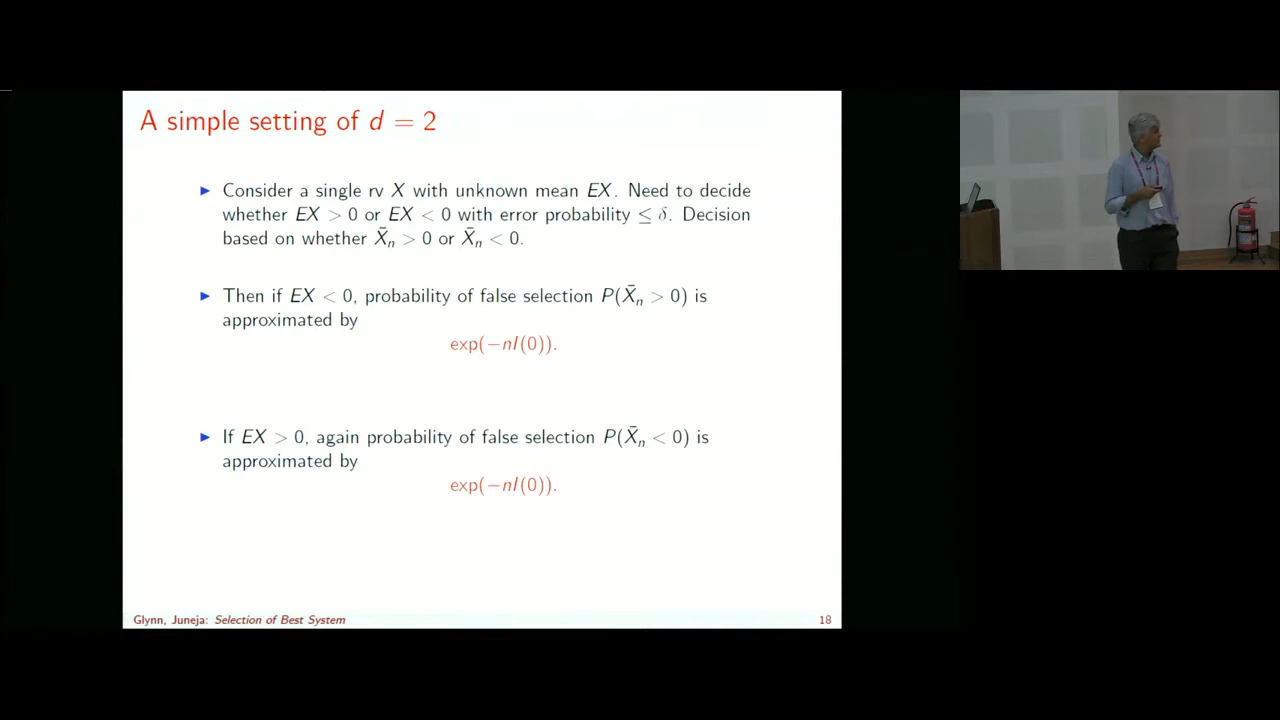 A simple setting of d = 2
► Consider a single rv X with unknown mean EX. Need to decide
whether EX > 0 or EX < 0 with error probability ≤ δ. Decision
based on whether X̄ₙ > 0 or X̄ₙ < 0.
► Then if EX < 0, probability of false selection P(X̄ₙ > 0) is
approximated by
exp(−nI(0)).
► If EX > 0, again probability of false selection P(X̄ₙ < 0) is
approximated by
exp(−nI(0)).
Glynn, Juneja: Selection of Best System
18